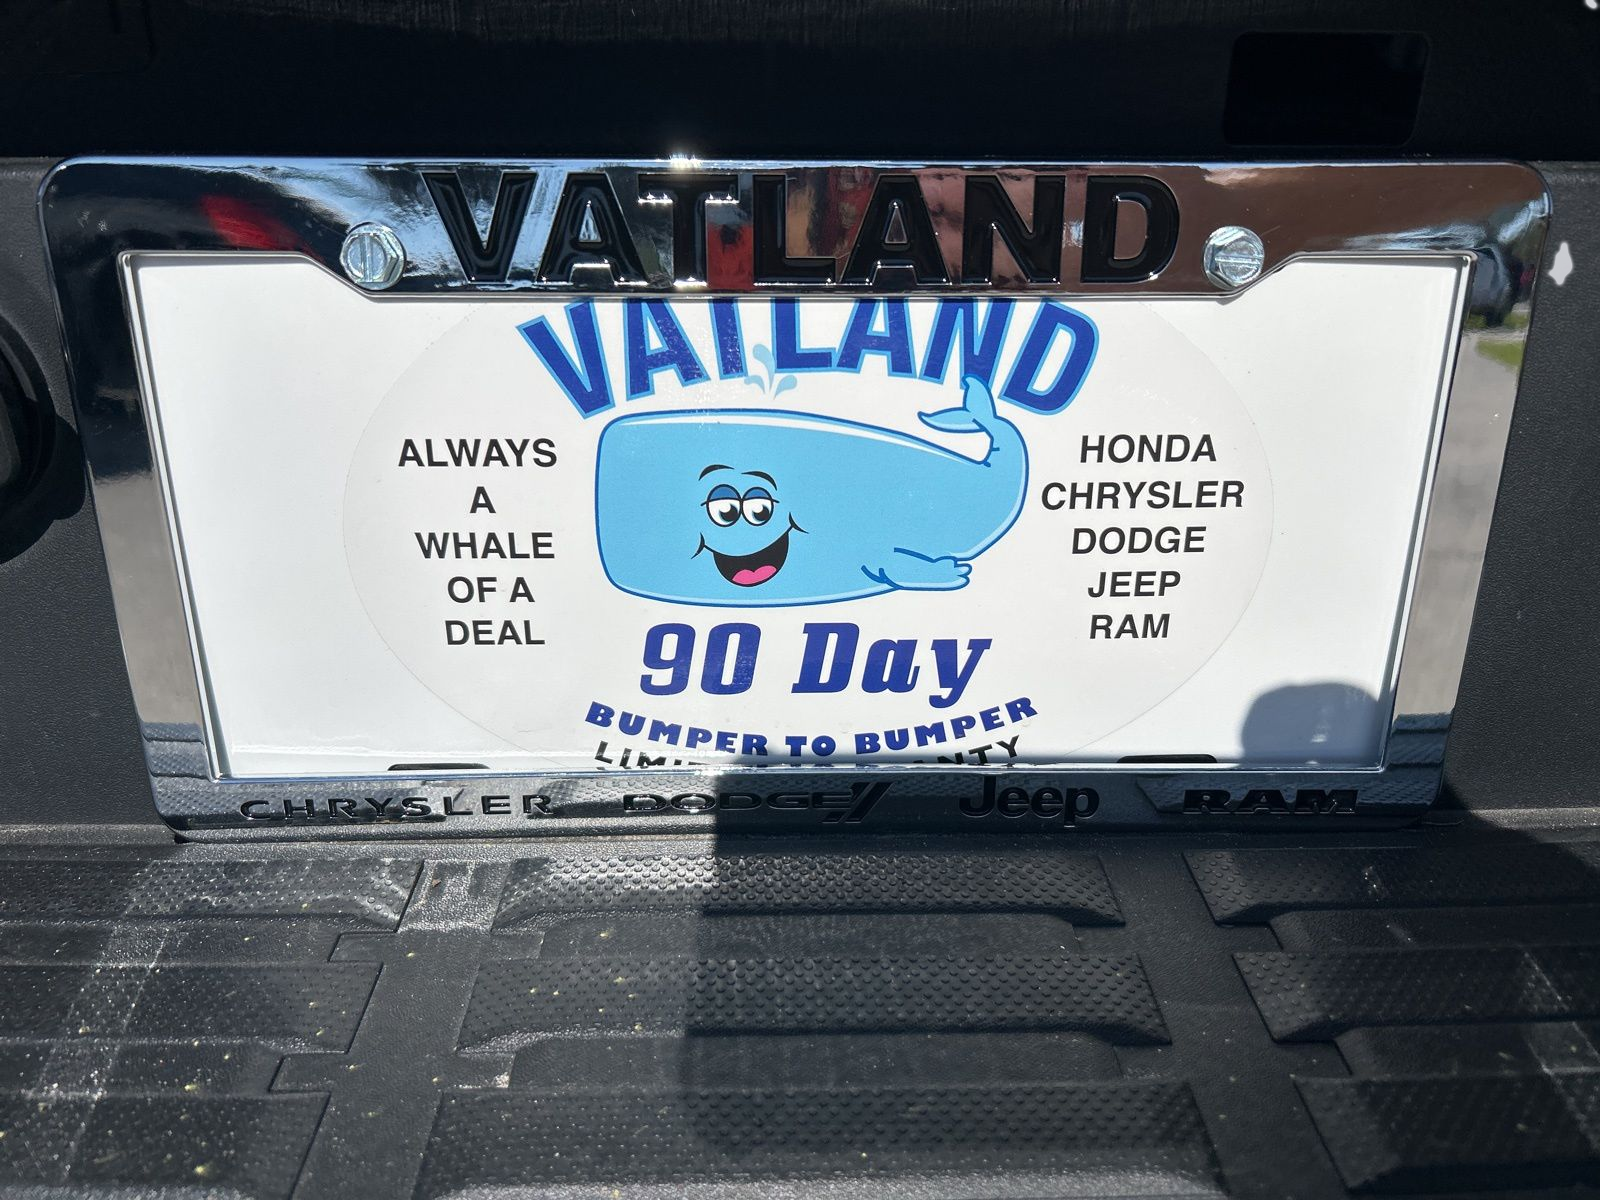 VATLAND
VATLAND
ALWAYS
A
WHALE
OF A
DEAL
HONDA
CHRYSLER
DODGE
JEEP
RAM
90 Day
BUMPER TO BUMPER
CHRYSLER DODGE Jeep RAM